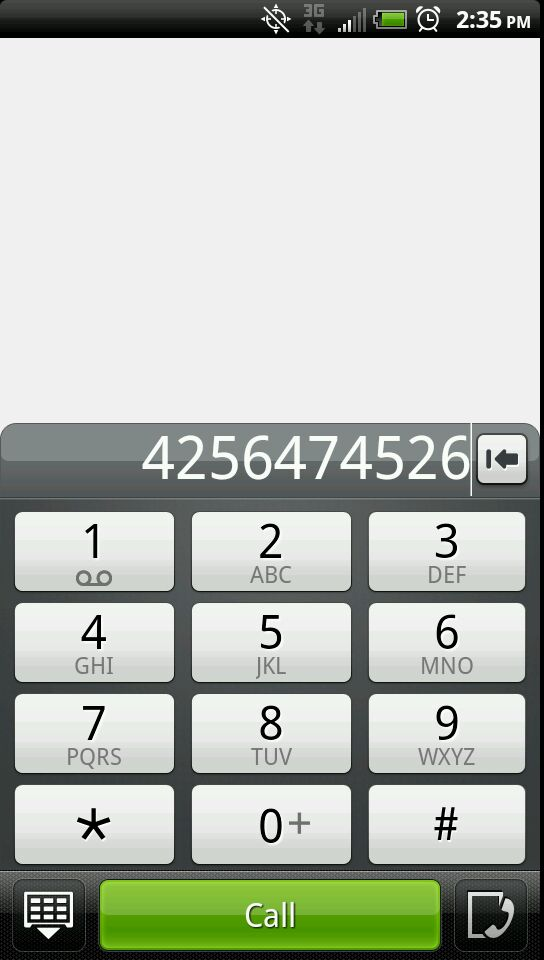 3G 2:35 PM
4256474526
1 2 3
ABC DEF
4 5 6
GHI JKL MNO
7 8 9
PQRS TUV WXYZ
* 0+ #
Call